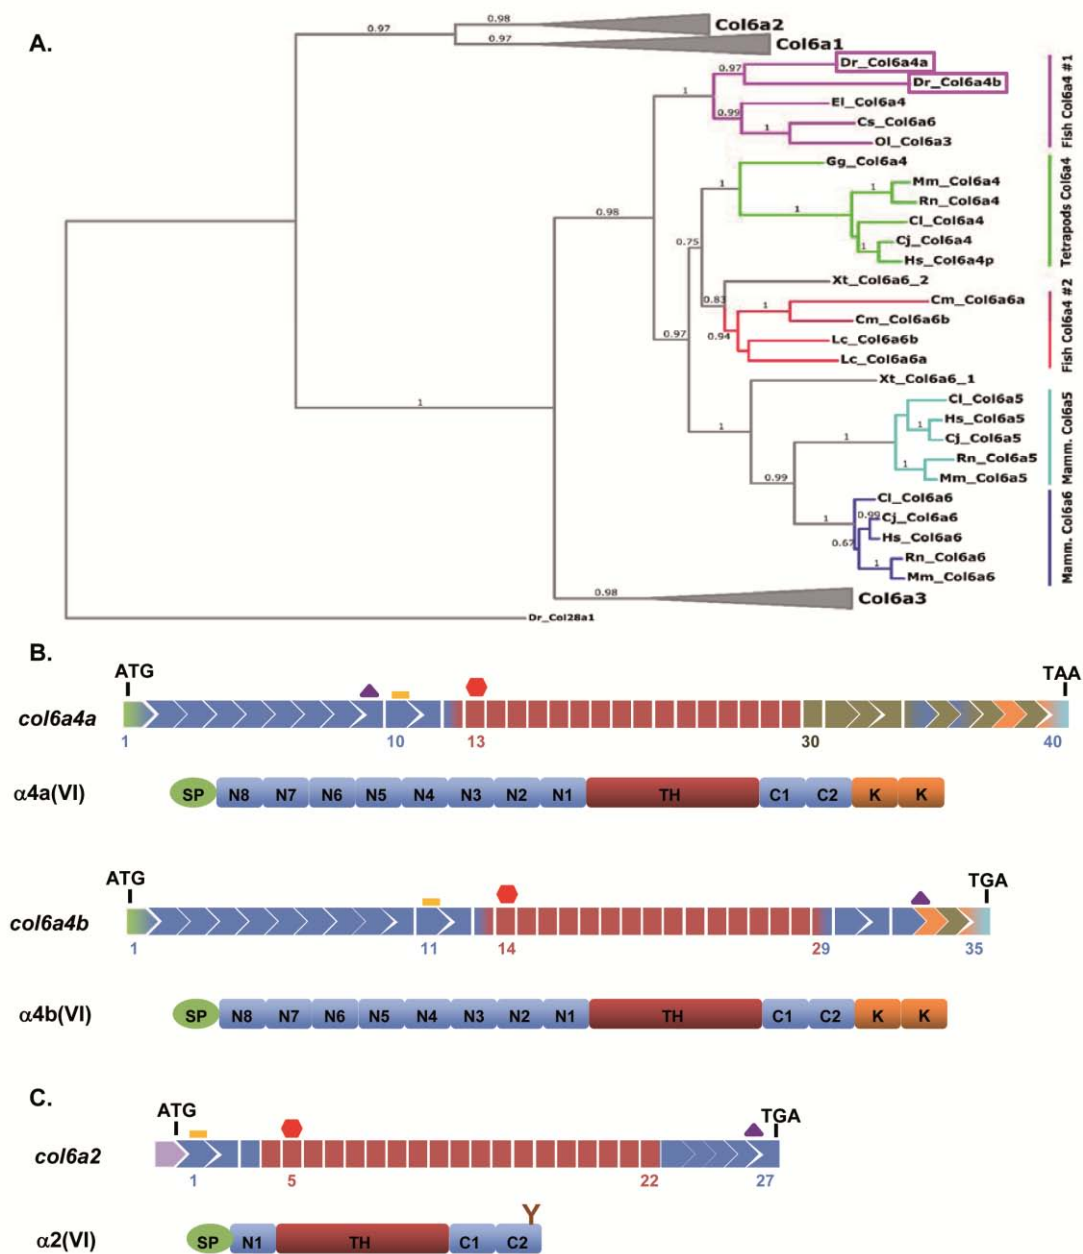 A.
0.97
0.98
Col6a2
0.97
Col6a1
0.97
Dr_Col6a4a
Dr_Col6a4b
1
0.99
El_Col6a4
1
Cs_Col6a6
Ol_Col6a3
Fish Col6a4 #1
0.98
Gg_Col6a4
1
1
1
Mm_Col6a4
Rn_Col6a4
Cl_Col6a4
1
Cj_Col6a4
Hs_Col6a4p
Tetrapods Col6a4
0.75
Xt_Col6a6_2
0.83
1
Cm_Col6a6a
Cm_Col6a6b
0.94
Lc_Col6a6b
Lc_Col6a6a
Fish Col6a4 #2
0.97
Xt_Col6a6_1
1
Cl_Col6a5
1
1
Hs_Col6a5
Cj_Col6a5
1
Rn_Col6a5
Mm_Col6a5
Mamm. Col6a5
0.99
Cl_Col6a6
1
0.99
Cj_Col6a6
0.67
Hs_Col6a6
1
Rn_Col6a6
Mm_Col6a6
Mamm. Col6a6
1
0.98
Col6a3
Dr_Col28a1
B.
ATG TAA
col6a4a
1 10 13 30 40
α4a(VI) SP N8 N7 N6 N5 N4 N3 N2 N1 TH C1 C2 K K
ATG TGA
col6a4b
1 11 14 29 35
α4b(VI) SP N8 N7 N6 N5 N4 N3 N2 N1 TH C1 C2 K K
C.
ATG TGA
col6a2
1 5 22 27
Y
α2(VI) SP N1 TH C1 C2